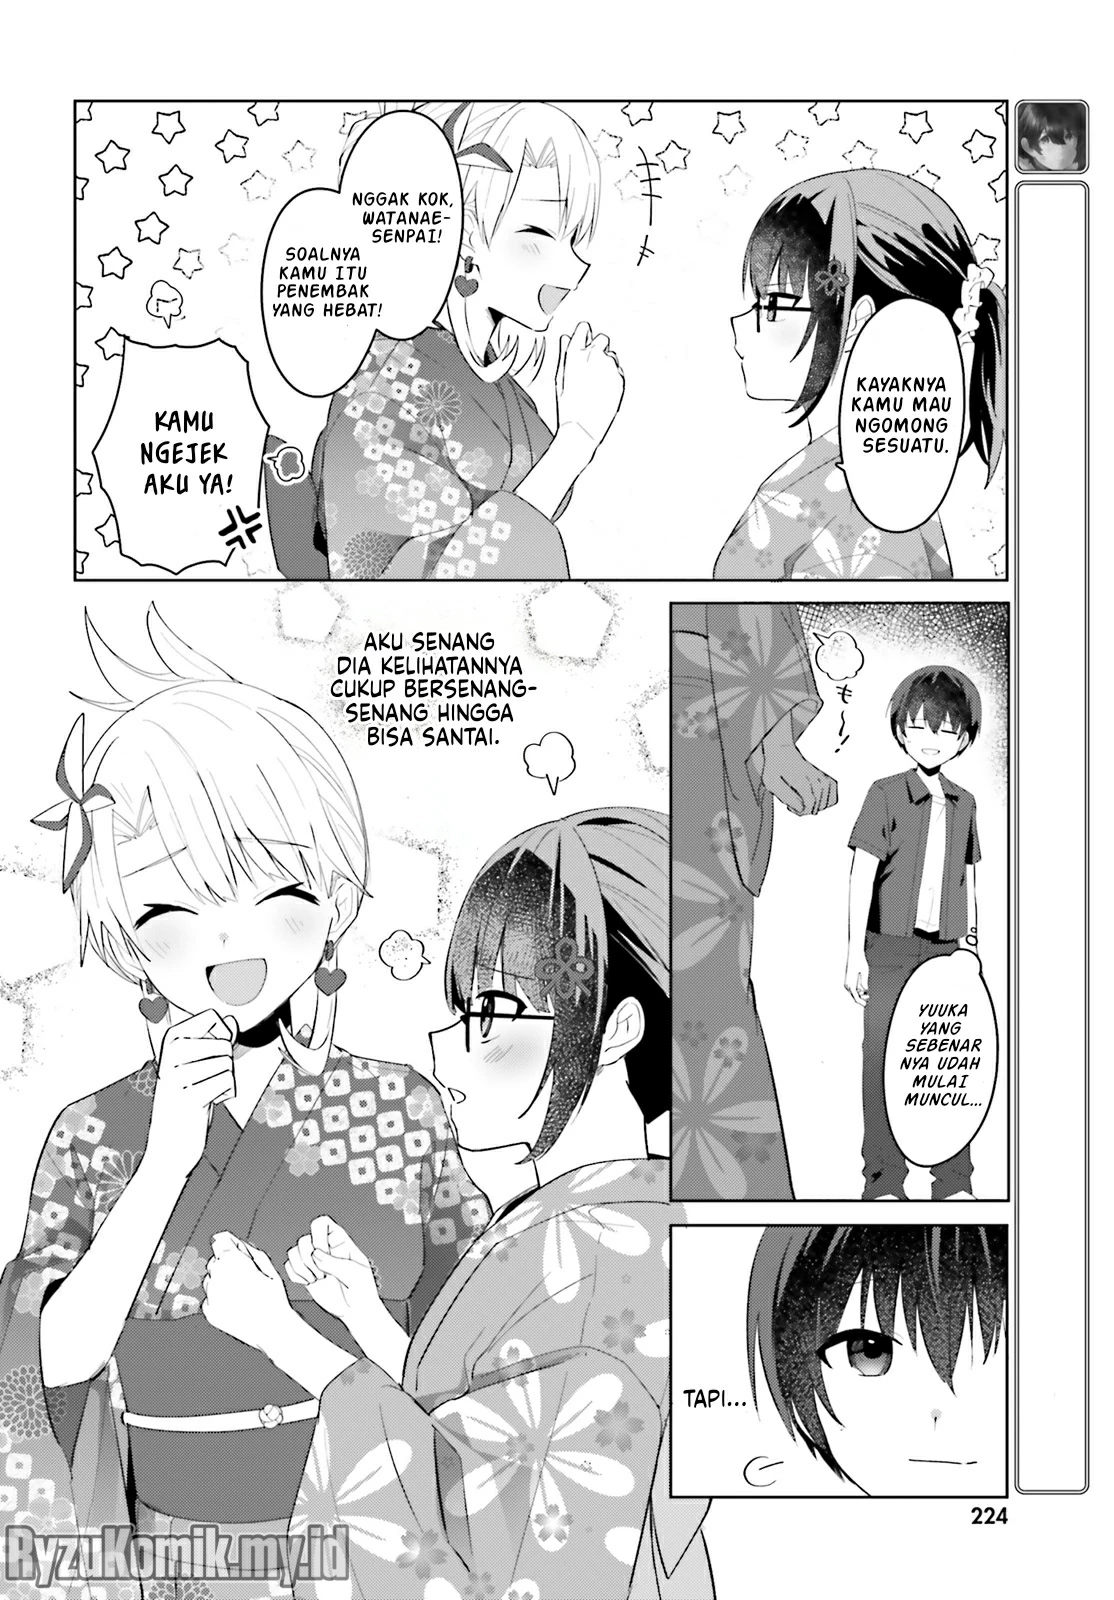 KAYAKNYA
KAMU MAU
NGOMONG
SESUATU.
NGGAK KOK,
WATANAE-
SENPAI!
SOALNYA
KAMU ITU
PENEMBAK
YANG HEBAT!
KAMU
NGEJEK
AKU YA!
も〜!
YUUKA
YANG
SEBENAR
NYA UDAH
MULAI
MUNCUL...
AKU SENANG
DIA KELIHATANNYA
CUKUP BERSENANG-
SENANG HINGGA
BISA SANTAI.
TAPI...
224
RyzuKomik.my.id